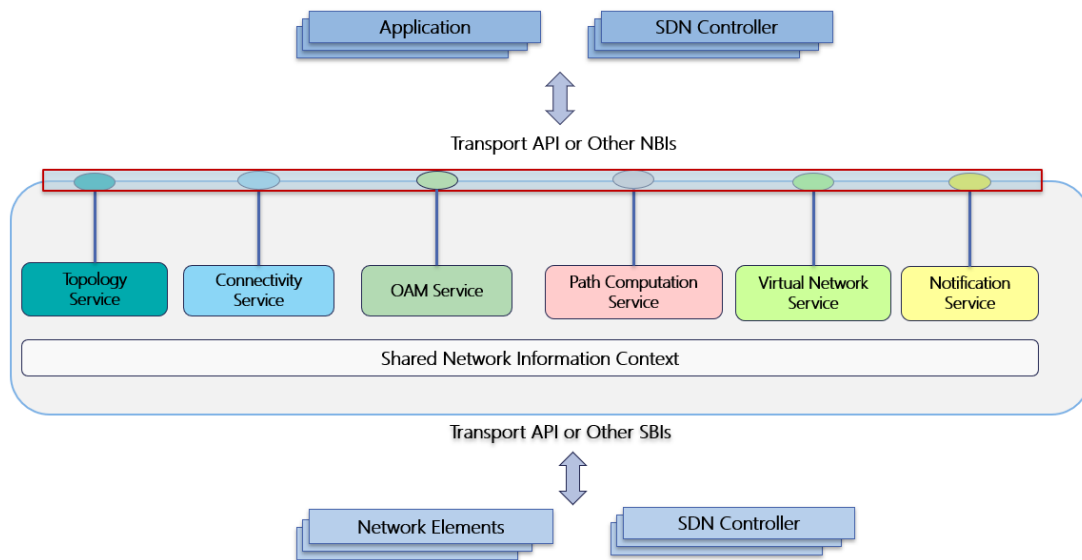 Application
SDN Controller
Transport API or Other NBIs
Topology
Service
Connectivity
Service
OAM Service
Path Computation
Service
Virtual Network
Service
Notification
Service
Shared Network Information Context
Transport API or Other SBIs
Network Elements
SDN Controller